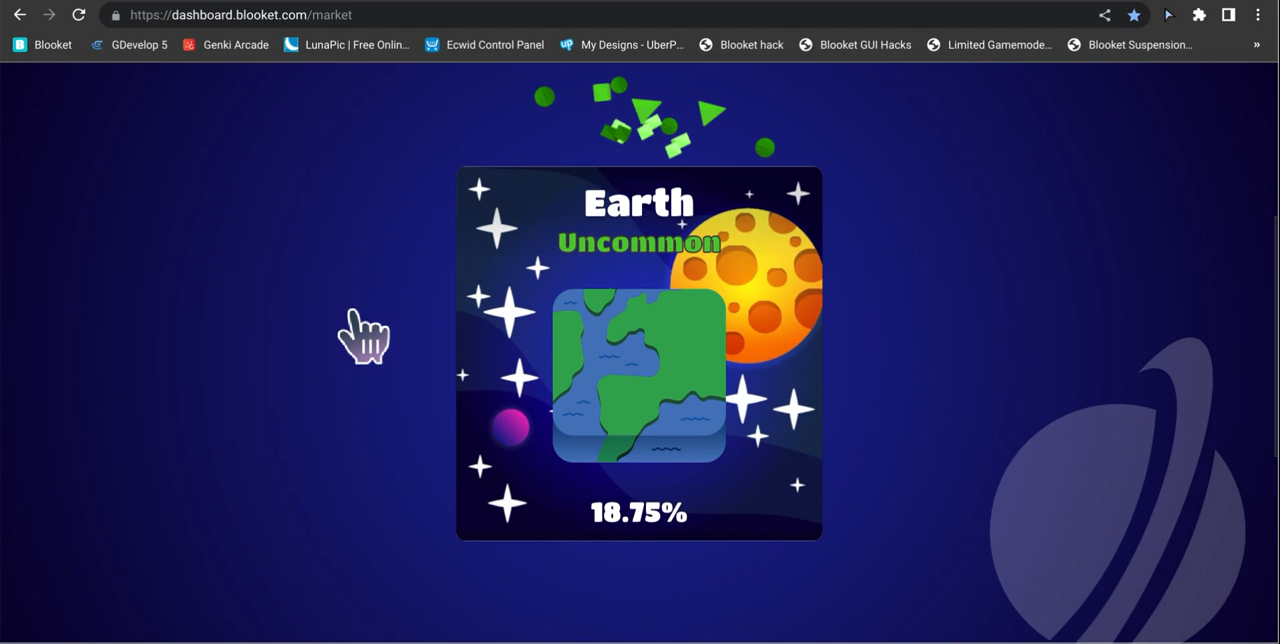 https://dashboard.blooket.com/market
Blooket
GDevelop 5
Genki Arcade
LunaPic | Free Onlin...
Ecwid Control Panel
My Designs - UberP...
Blooket hack
Blooket GUI Hacks
Limited Gamemode...
Blooket Suspension...
»
Earth
Uncommon
18.75%